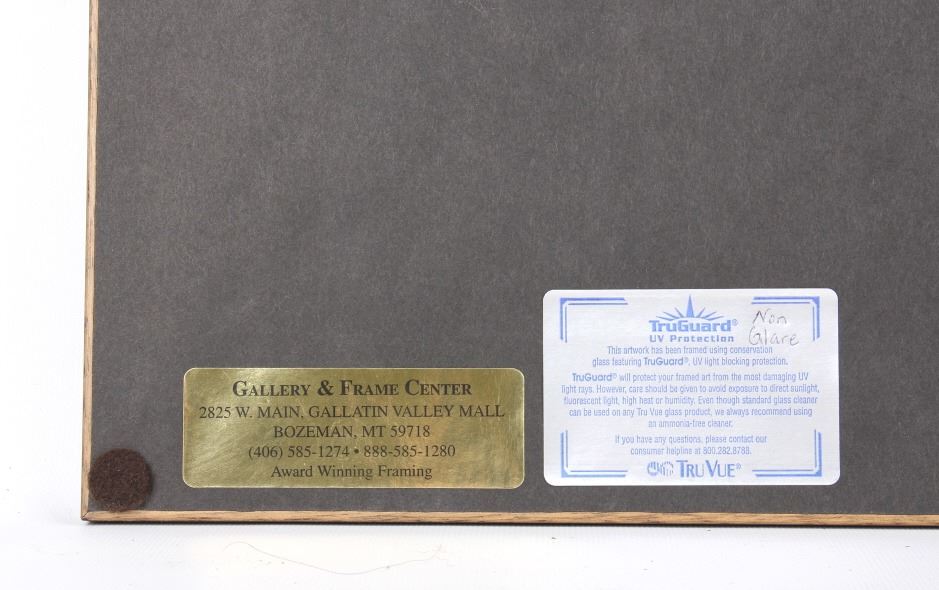 GALLERY & FRAME CENTER
2825 W. MAIN, GALLATIN VALLEY MALL
BOZEMAN, MT 59718
(406) 585-1274 • 888-585-1280
Award Winning Framing
TruGuard®
UV Protection
Non
Glare
This artwork has been framed using conservation
glass featuring TruGuard®, UV light blocking protection.
TruGuard® will protect your framed art from the most damaging UV
light rays. However, care should be given to avoid exposure to direct sunlight,
fluorescent light, high heat or humidity. Even though standard glass cleaner
can be used on any Tru Vue glass product, we always recommend using
an ammonia-free cleaner.
If you have any questions, please contact our
consumer helpline at 800.282.8788.
TRU VUE®